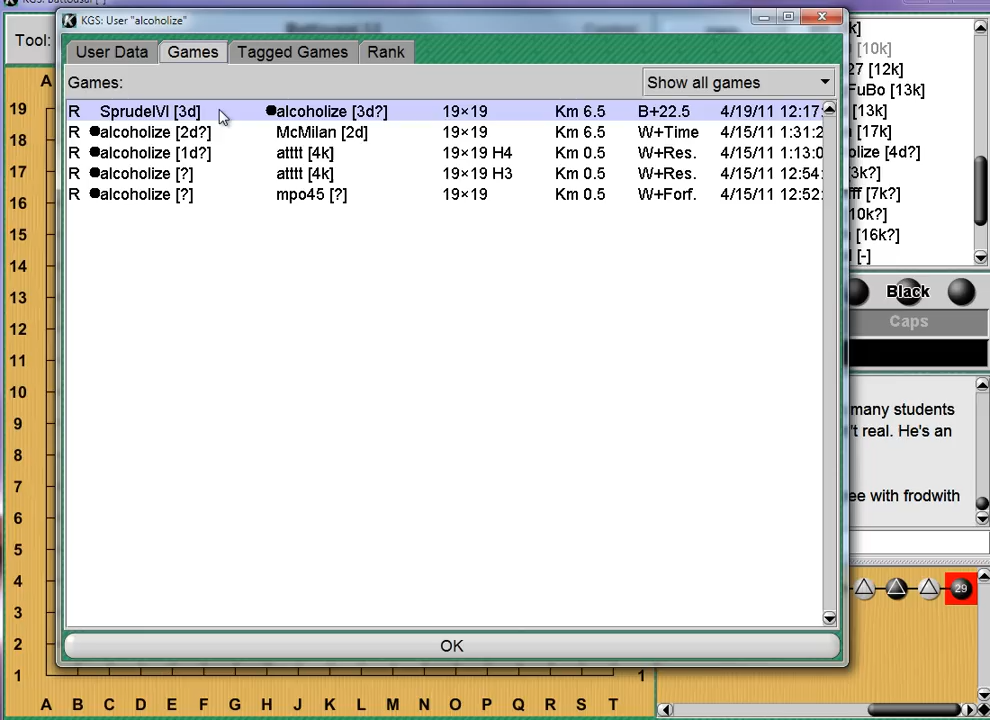 KGS: User "alcoholize"
Tool:
User Data Games Tagged Games Rank
Games: Show all games
R SprudelVl [3d] alcoholize [3d?] 19×19 Km 6.5 B+22.5 4/19/11 12:17:
R alcoholize [2d?] McMilan [2d] 19×19 Km 6.5 W+Time 4/15/11 1:31:2
R alcoholize [1d?] atttt [4k] 19×19 H4 Km 0.5 W+Res. 4/15/11 1:13:0
R alcoholize [?] atttt [4k] 19×19 H3 Km 0.5 W+Res. 4/15/11 12:54:
R alcoholize [?] mpo45 [?] 19×19 Km 0.5 W+Forf. 4/15/11 12:52:
OK
k]
[10k]
27 [12k]
FuBo [13k]
[13k]
[17k]
olize [4d?]
3k?]
fff [7k?]
10k?]
[16k?]
[-]
Black
Caps
many students
't real. He's an
ee with frodwith
29
A
19
18
17
16
15
14
13
12
11
10
9
8
7
6
5
4
3
2
1 1
A B C D E F G H J K L M N O P Q R S T